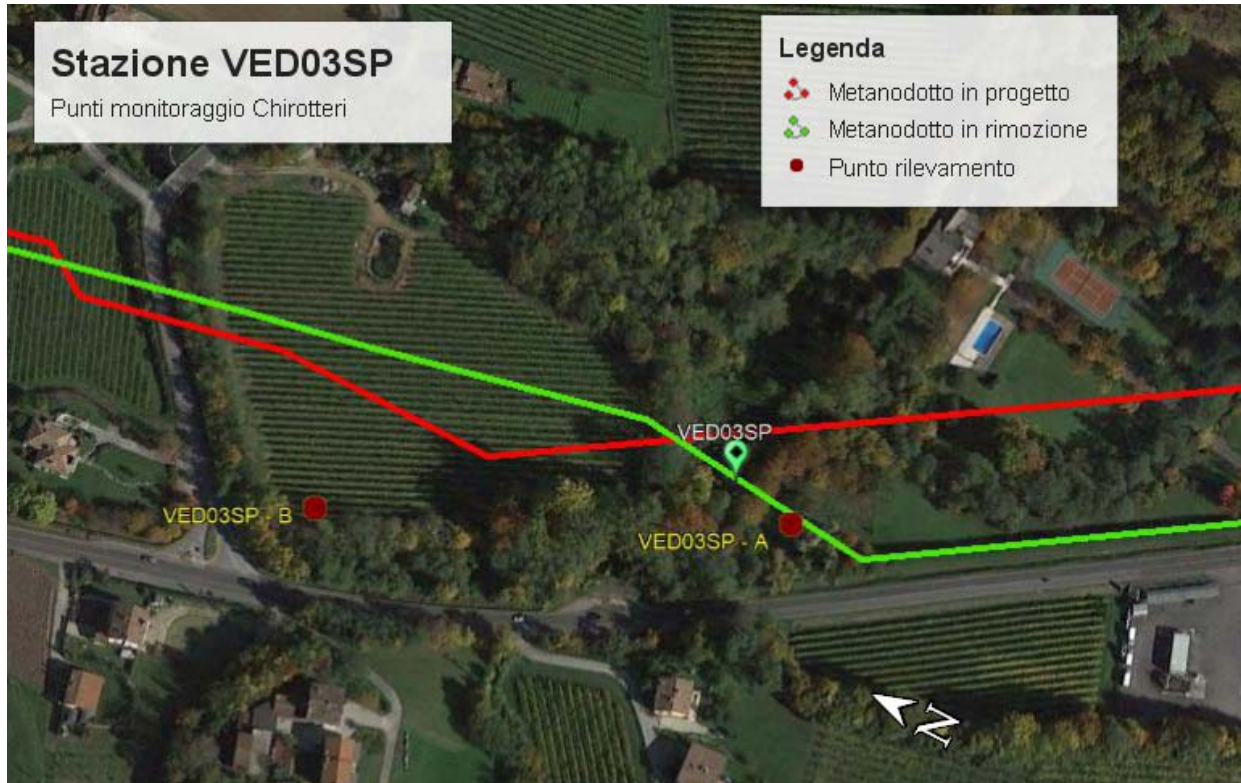 Stazione VED03SP
Punti monitoraggio Chirotteri
Legenda
Metanodotto in progetto
Metanodotto in rimozione
Punto rilevamento
VED03SP
VED03SP - B
VED03SP - A
N